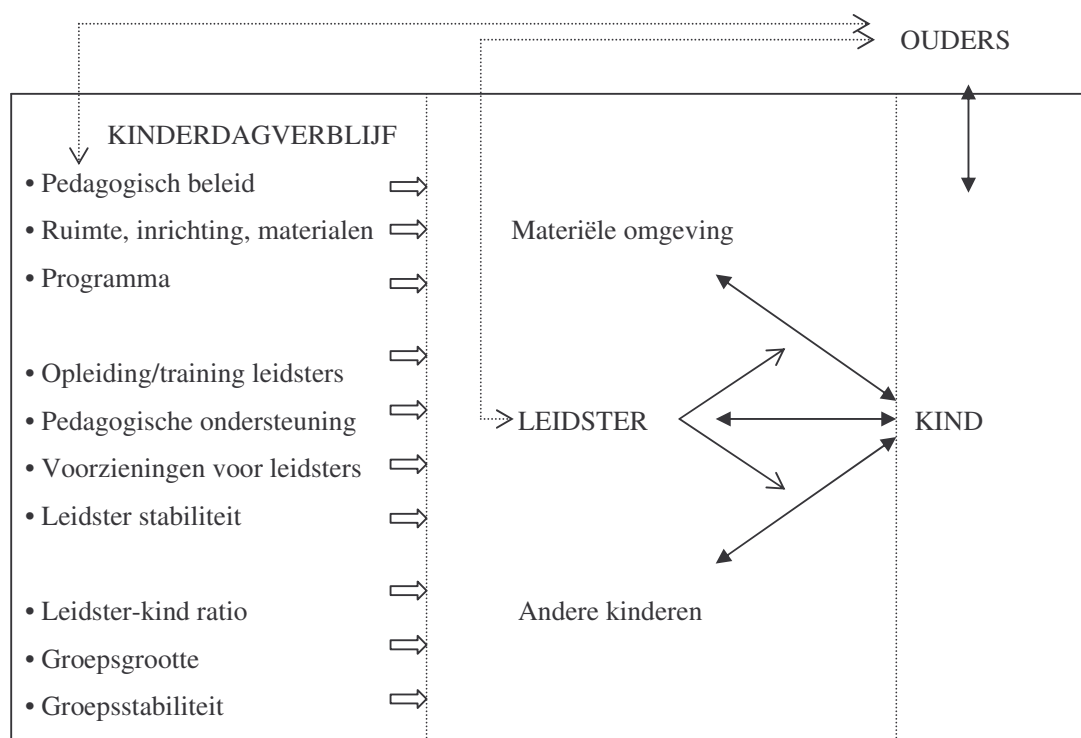 OUDERS
KINDERDAGVERBLIJF
• Pedagogisch beleid
• Ruimte, inrichting, materialen
• Programma
• Opleiding/training leidsters
• Pedagogische ondersteuning
• Voorzieningen voor leidsters
• Leidster stabiliteit
• Leidster-kind ratio
• Groepsgrootte
• Groepsstabiliteit
Materiële omgeving
LEIDSTER
Andere kinderen
KIND